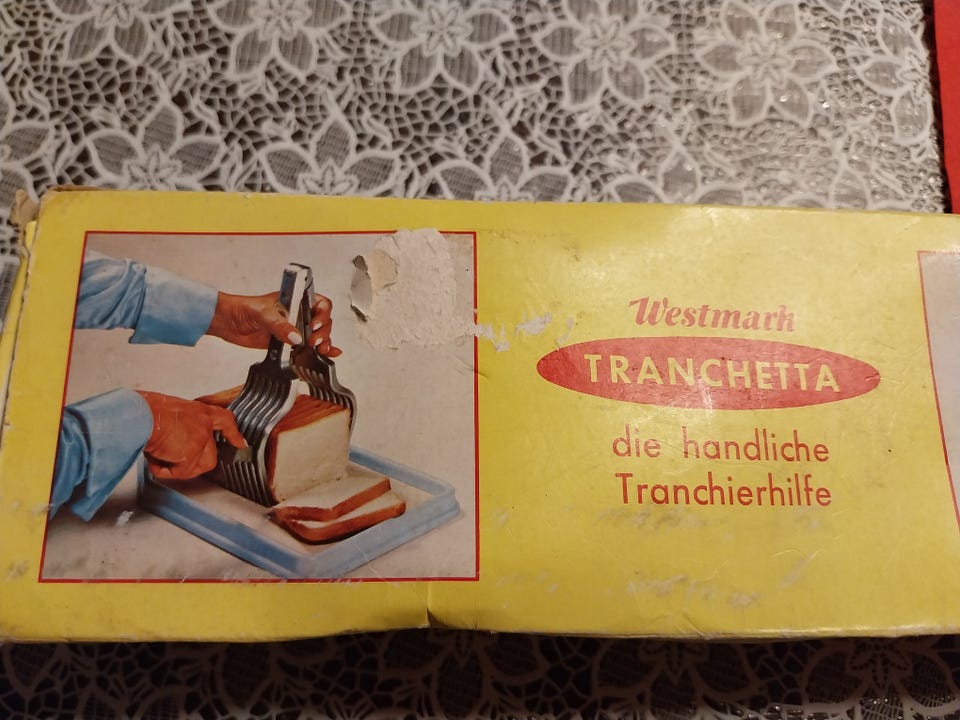 Westmark
TRANCHETTA
die handliche
Tranchierhilfe